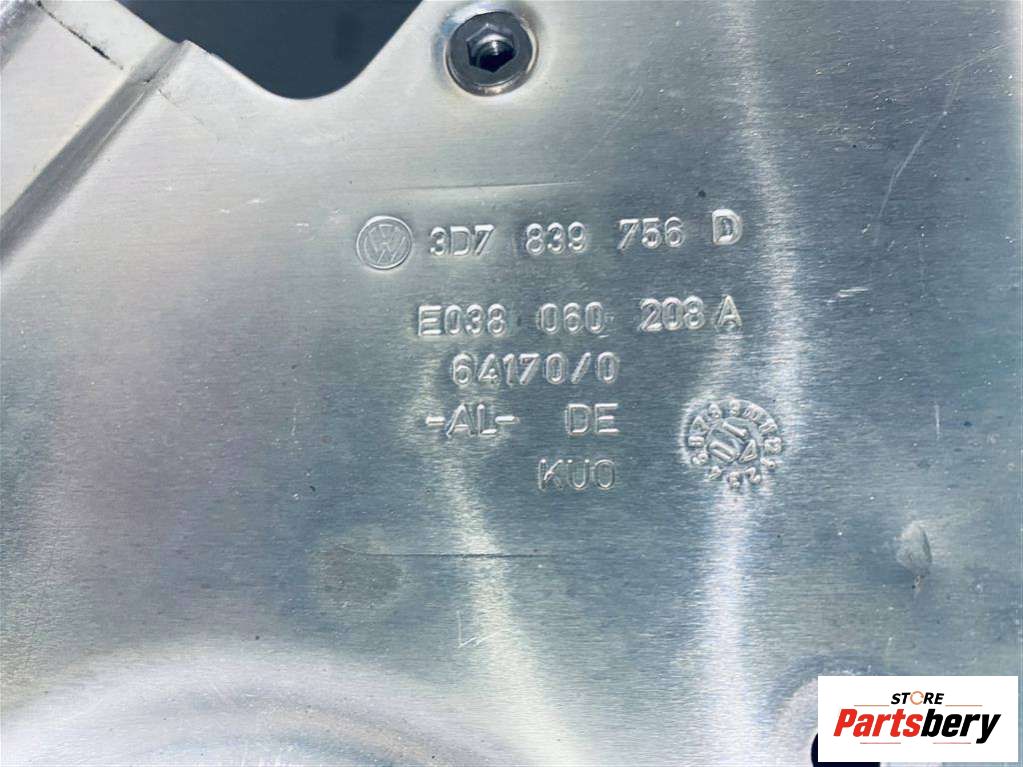 3D7 839 756 D
E038 060 208 A
64170/0
-AL- DE
KUO
STORE
Partsbery